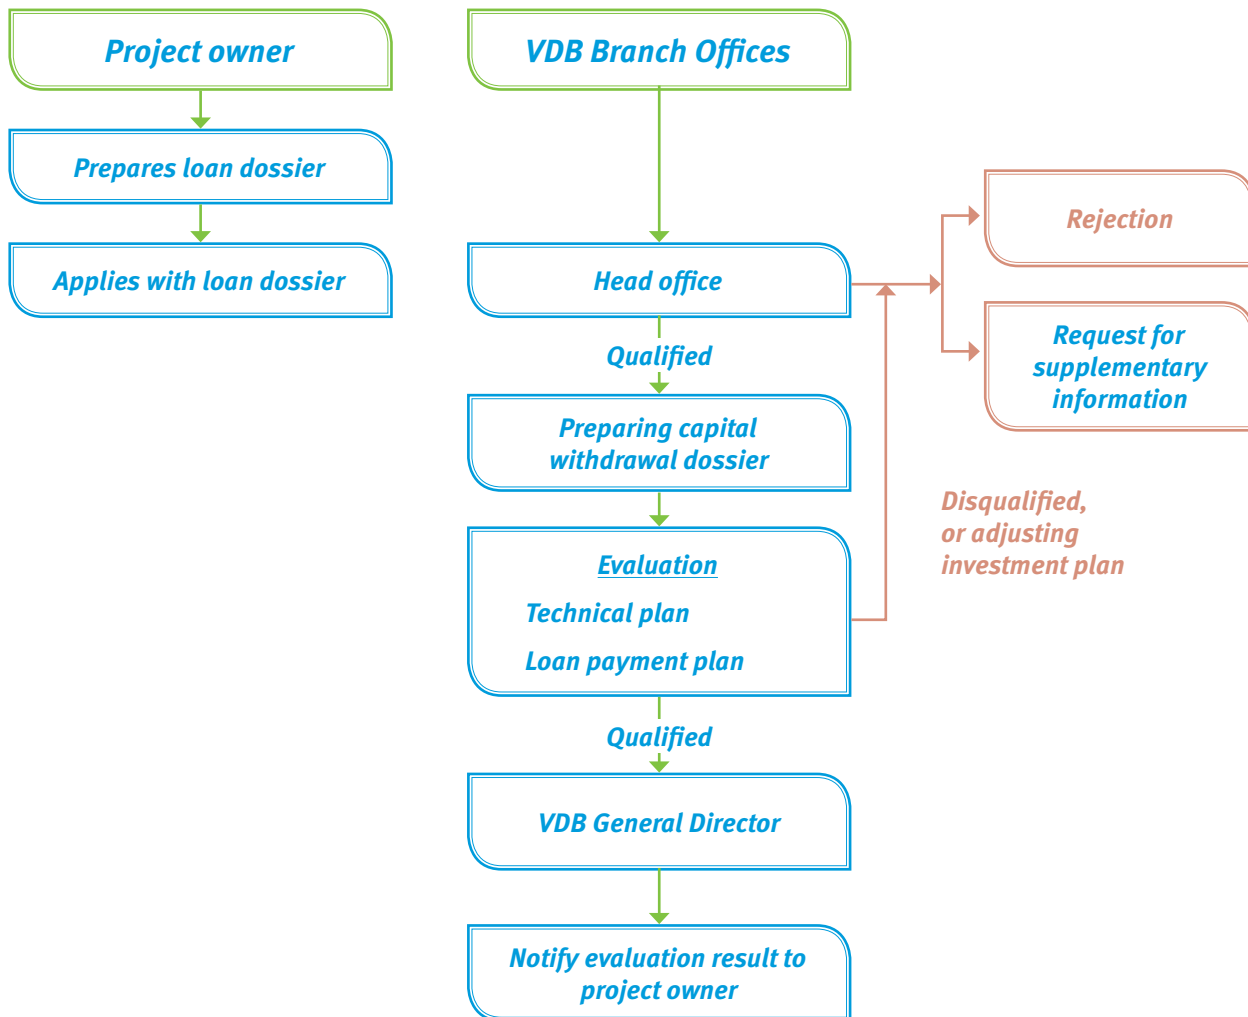 Project owner
Prepares loan dossier
Applies with loan dossier
VDB Branch Offices
Head office
Qualified
Preparing capital
withdrawal dossier
Evaluation
Technical plan
Loan payment plan
Qualified
VDB General Director
Notify evaluation result to
project owner
Rejection
Request for
supplementary
information
Disqualified,
or adjusting
investment plan